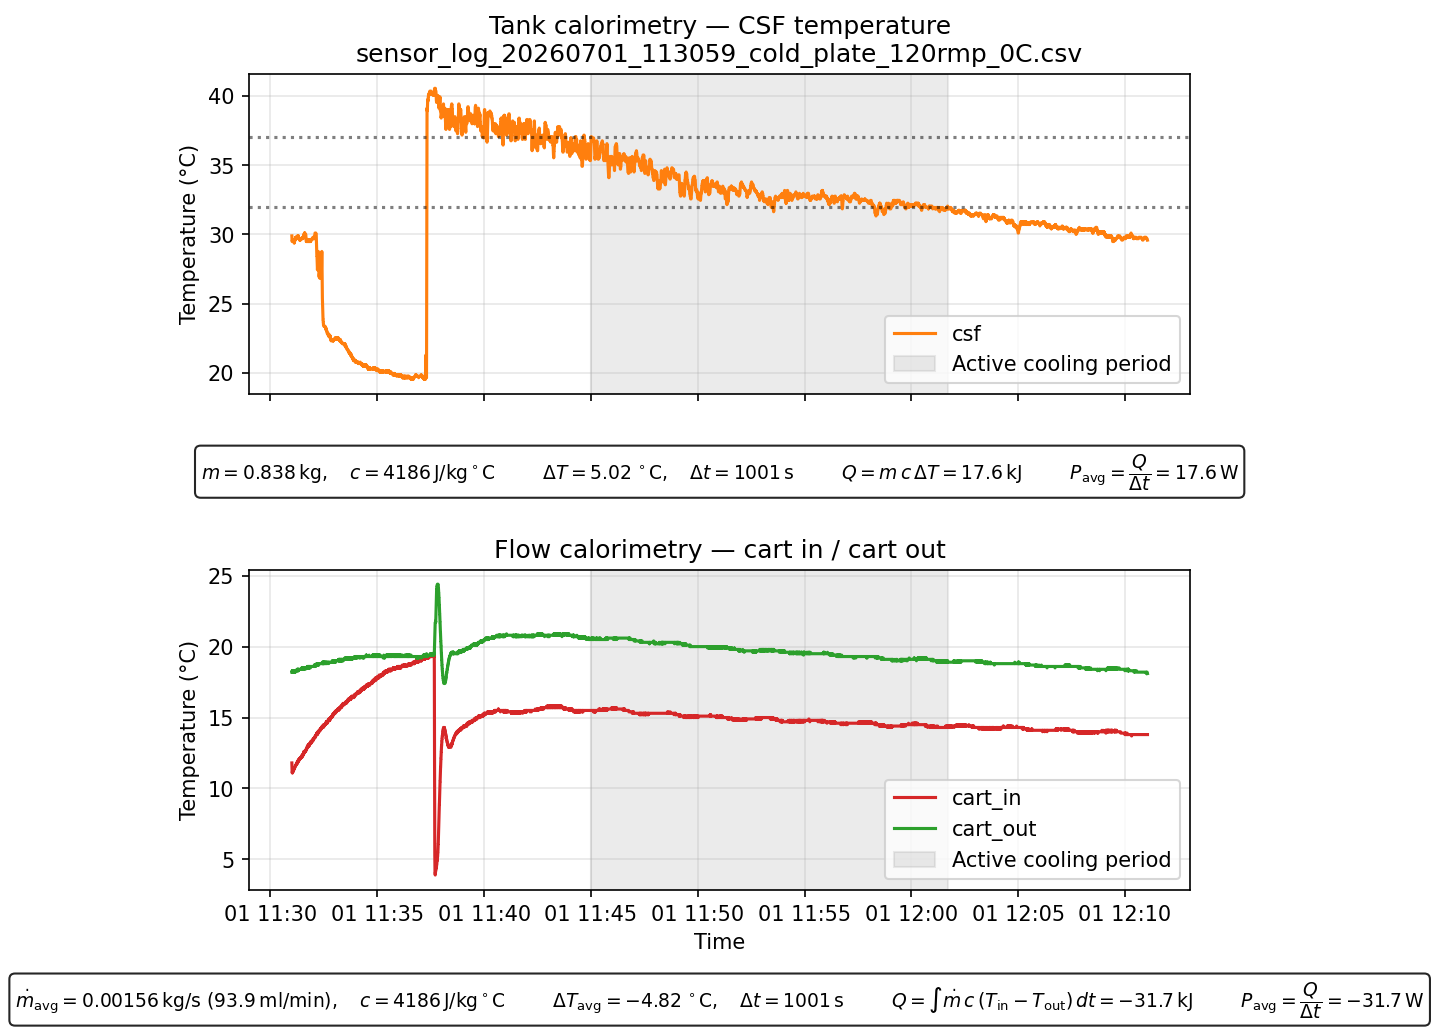 Tank calorimetry — CSF temperature
sensor_log_20260701_113059_cold_plate_120rmp_0C.csv
Temperature (°C)
40
35
30
25
20
csf
Active cooling period
m = 0.838 kg, c = 4186 J/kg °C ΔT = 5.02 °C, Δt = 1001 s Q = m c ΔT = 17.6 kJ P_avg = Q/Δt = 17.6 W
Flow calorimetry — cart in / cart out
Temperature (°C)
25
20
15
10
5
cart_in
cart_out
Active cooling period
01 11:30 01 11:35 01 11:40 01 11:45 01 11:50 01 11:55 01 12:00 01 12:05 01 12:10
Time
ṁ_avg = 0.00156 kg/s (93.9 ml/min), c = 4186 J/kg °C ΔT_avg = −4.82 °C, Δt = 1001 s Q = ∫ ṁ c (T_in − T_out) dt = −31.7 kJ P_avg = Q/Δt = −31.7 W